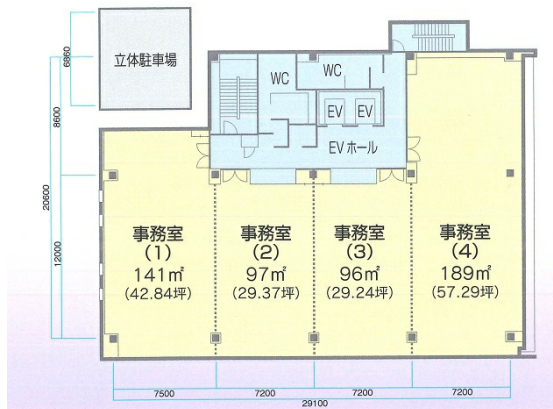 立体駐車場
WC
WC
EV
EV
EVホール
事務室
(1)
141㎡
(42.84坪)
事務室
(2)
97㎡
(29.37坪)
事務室
(3)
96㎡
(29.24坪)
事務室
(4)
189㎡
(57.29坪)
6860
8600
20600
12000
7500
7200
7200
7200
29100